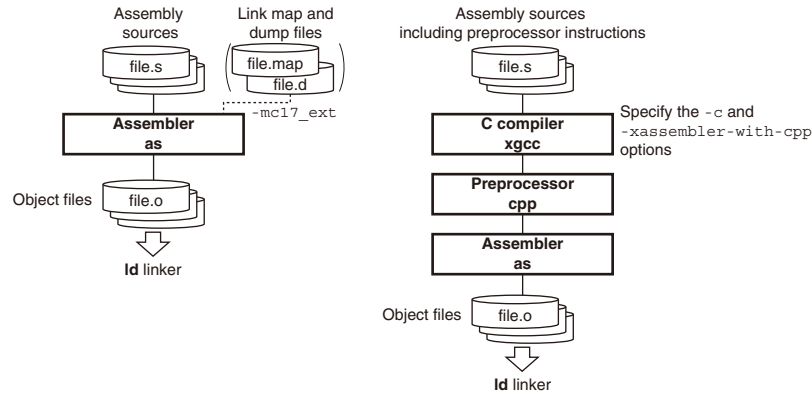 Assembly
sources
file.s
Link map and
dump files
file.map
file.d
-mc17_ext
Assembler
as
Object files
file.o
ld linker
Assembly sources
including preprocessor instructions
file.s
C compiler
xgcc
Specify the -c and
-xassembler-with-cpp
options
Preprocessor
cpp
Assembler
as
Object files
file.o
ld linker